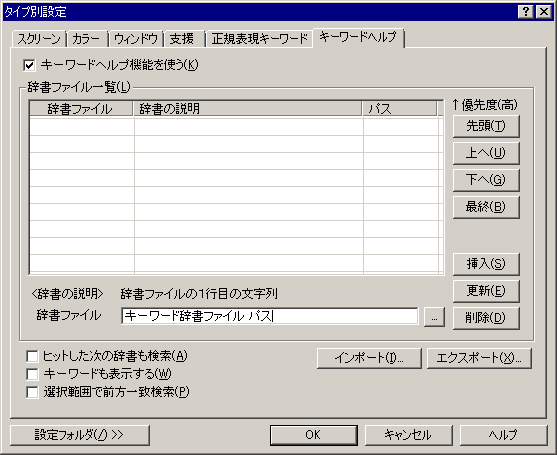 タイプ別設定
スクリーン カラー ウィンドウ 支援 正規表現キーワード キーワードヘルプ
キーワードヘルプ機能を使う(K)
辞書ファイル一覧(L)
辞書ファイル 辞書の説明 パス
↑優先度(高)
先頭(T)
上へ(U)
下へ(G)
最終(B)
挿入(S)
更新(E)
削除(D)
<辞書の説明> 辞書ファイルの1行目の文字列
辞書ファイル キーワード辞書ファイル パス ...
ヒットした次の辞書も検索(A)
キーワードも表示する(W)
選択範囲で前方一致検索(P)
インポート(I)... エクスポート(X)...
設定フォルダ(/) >> OK キャンセル ヘルプ